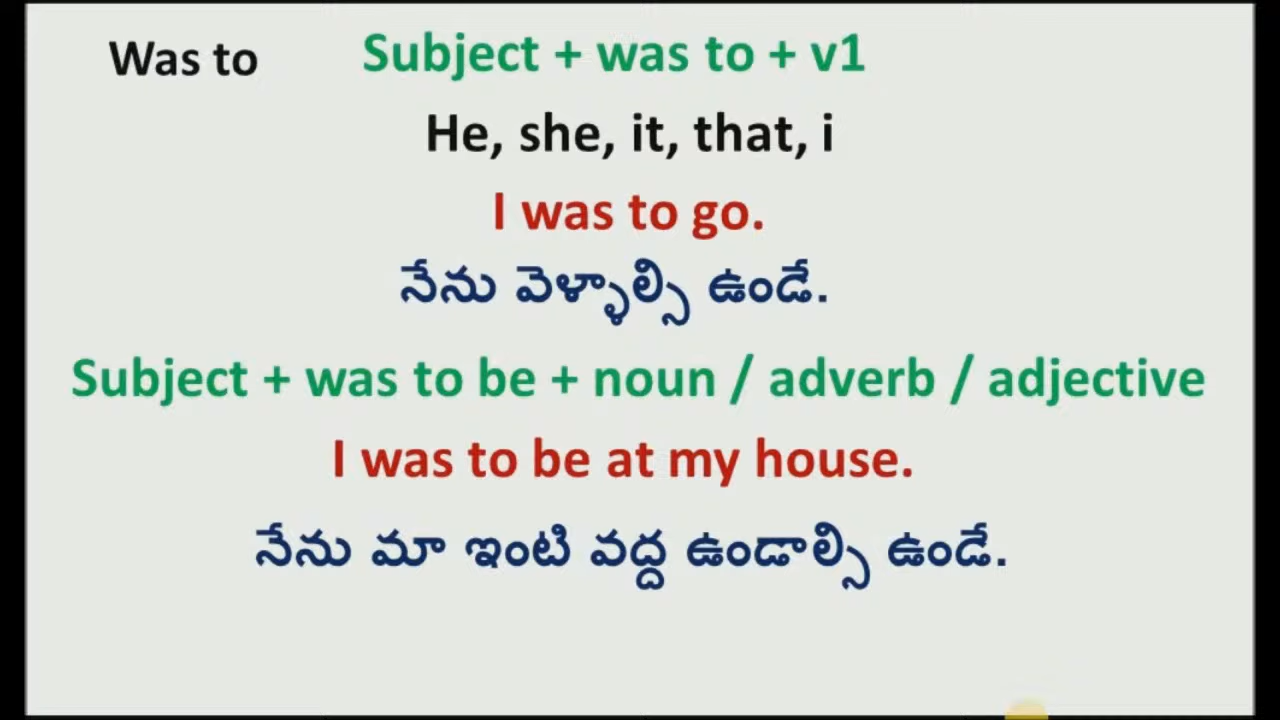 Was to Subject + was to + v1
He, she, it, that, i
I was to go.
నేను వెళ్ళాల్సి ఉండే.
Subject + was to be + noun / adverb / adjective
I was to be at my house.
నేను మా ఇంటి వద్ద ఉండాల్సి ఉండే.